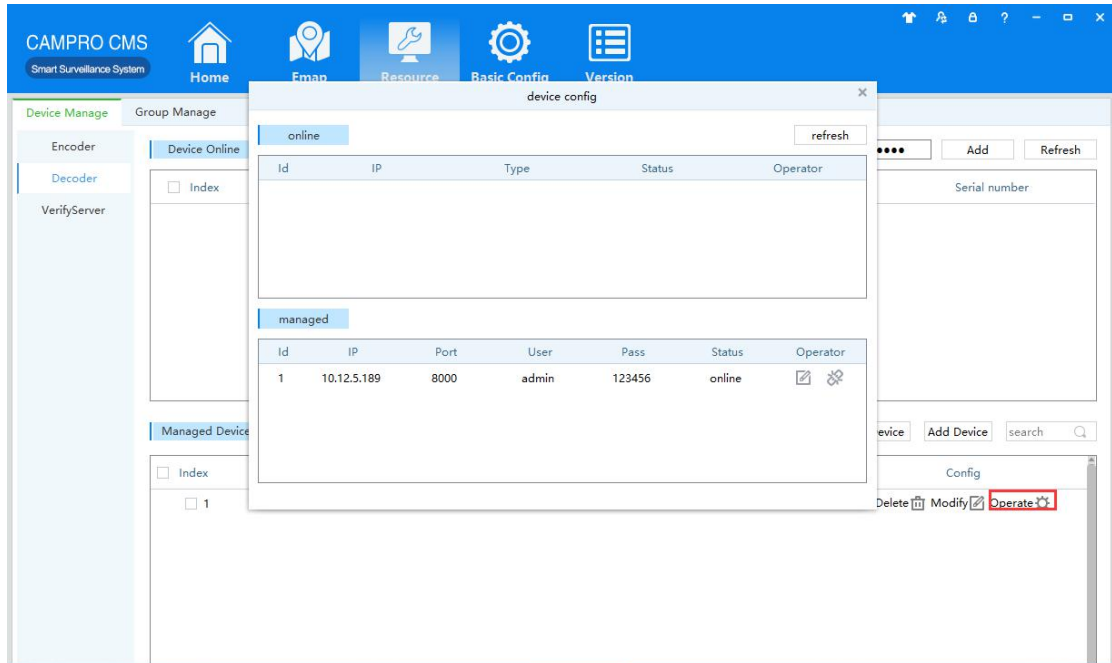 CAMPRO CMS
Smart Surveillance System
Home
Emap
Resource
Basic Config
Version
?
device config
Device Manage
Group Manage
online
refresh
Encoder
Device Online
••••
Add
Refresh
Id IP Type Status Operator
Decoder
Index
Serial number
VerifyServer
managed
Id IP Port User Pass Status Operator
1 10.12.5.189 8000 admin 123456 online
Managed Device
evice
Add Device
search
Index
Config
1
Delete Modify Operate